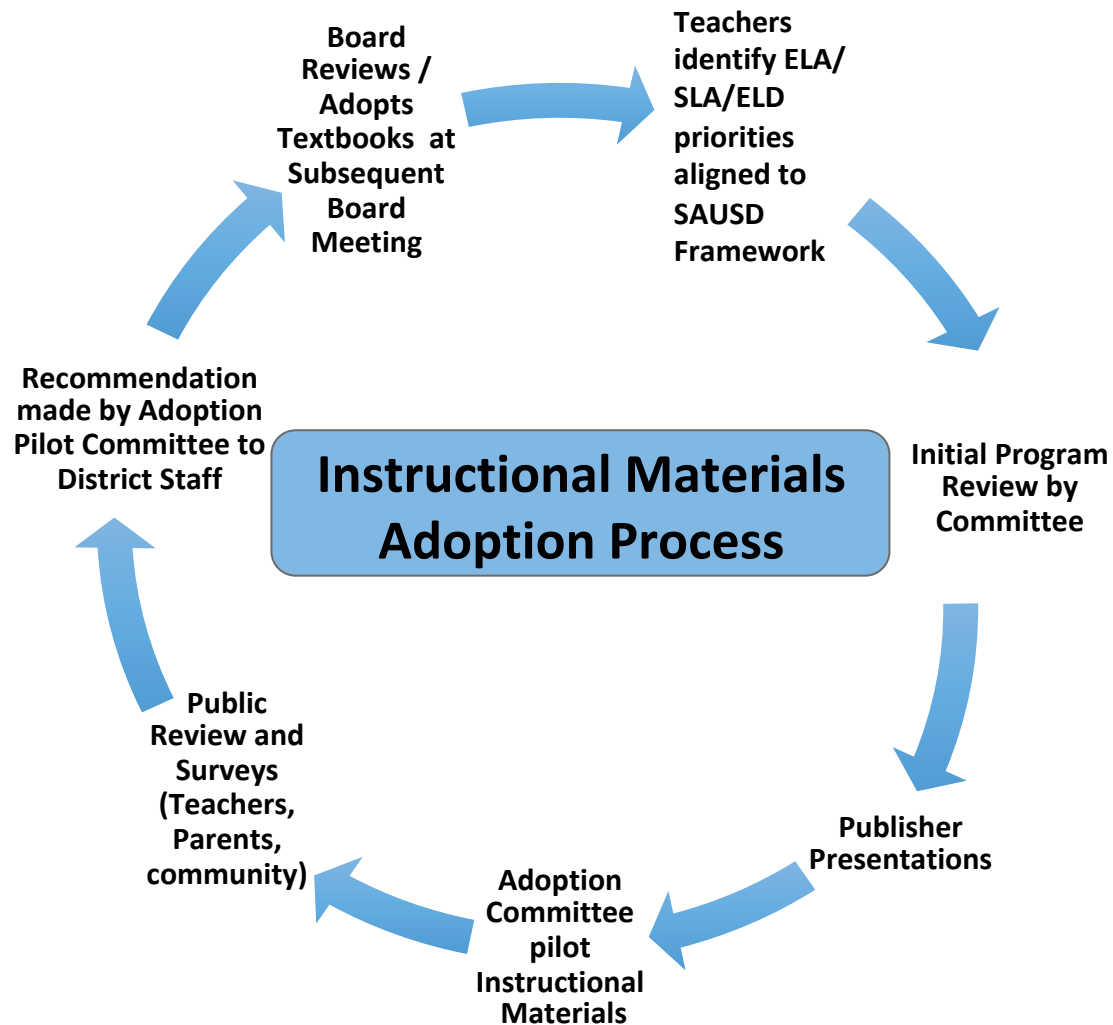 Board
Reviews /
Adopts
Textbooks at
Subsequent
Board
Meeting
Teachers
identify ELA/
SLA/ELD
priorities
aligned to
SAUSD
Framework
Initial Program
Review by
Committee
Publisher
Presentations
Adoption
Committee
pilot
Instructional
Materials
Public
Review and
Surveys
(Teachers,
Parents,
community)
Recommendation
made by Adoption
Pilot Committee to
District Staff
Instructional Materials
Adoption Process